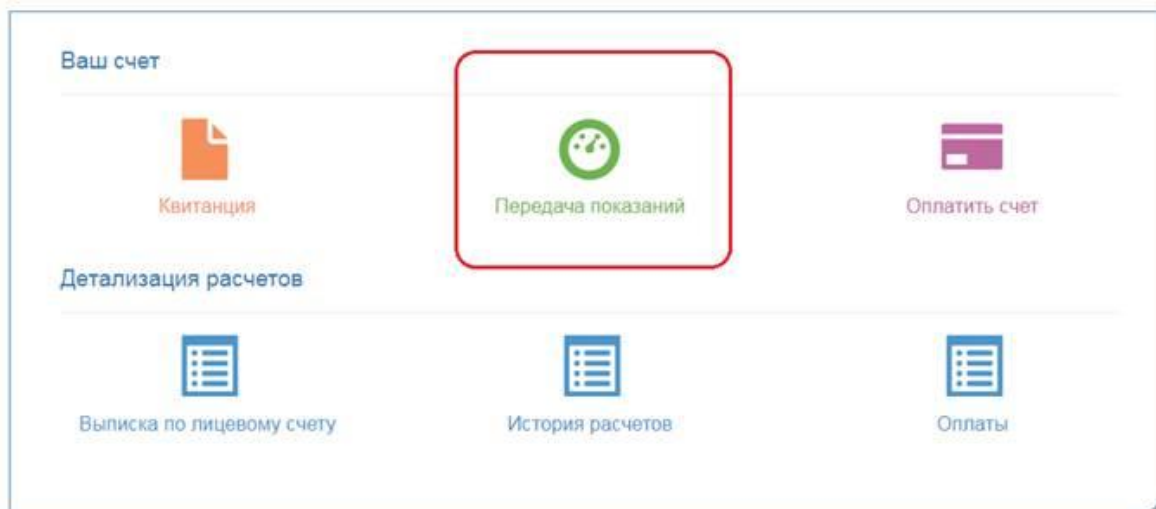 Ваш счет
Квитанция
Передача показаний
Оплатить счет
Детализация расчетов
Выписка по лицевому счету
История расчетов
Оплаты